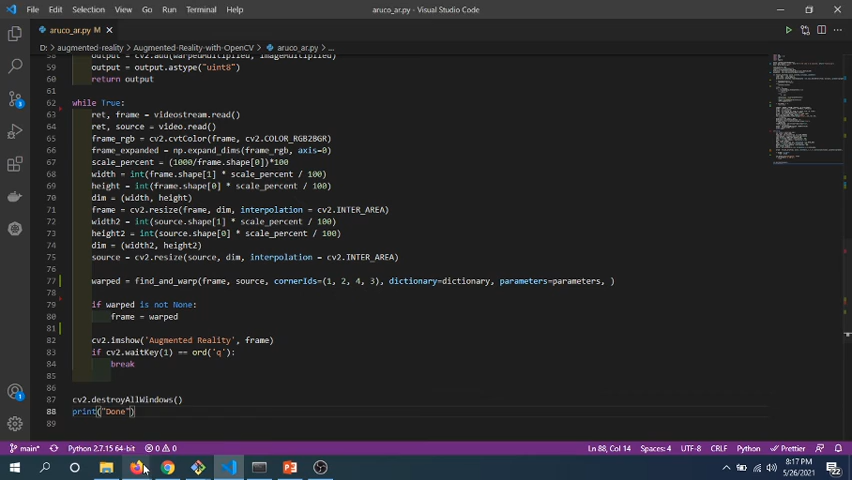 File Edit Selection View Go Run Terminal Help
aruco_ar.py - Visual Studio Code
aruco_ar.py M ×
D: > augmented-reality > Augmented-Reality-with-OpenCV > aruco_ar.py > ...
58 output = cv2.add(warpedMultiplied, imageMultiplied)
59 output = output.astype("uint8")
60 return output
61
62 while True:
63 ret, frame = videostream.read()
64 ret, source = video.read()
65 frame_rgb = cv2.cvtColor(frame, cv2.COLOR_RGB2BGR)
66 frame_expanded = np.expand_dims(frame_rgb, axis=0)
67 scale_percent = (1000/frame.shape[0])*100
68 width = int(frame.shape[1] * scale_percent / 100)
69 height = int(frame.shape[0] * scale_percent / 100)
70 dim = (width, height)
71 frame = cv2.resize(frame, dim, interpolation = cv2.INTER_AREA)
72 width2 = int(source.shape[1] * scale_percent / 100)
73 height2 = int(source.shape[0] * scale_percent / 100)
74 dim = (width2, height2)
75 source = cv2.resize(source, dim, interpolation = cv2.INTER_AREA)
76
77 warped = find_and_warp(frame, source, cornerIds=(1, 2, 4, 3), dictionary=dictionary, parameters=parameters, )
78
79 if warped is not None:
80 frame = warped
81
82 cv2.imshow('Augmented Reality', frame)
83 if cv2.waitKey(1) == ord('q'):
84 break
85
86
87 cv2.destroyAllWindows()
88 print("Done")
89
main* Python 2.7.15 64-bit 0 0 Ln 88, Col 14 Spaces: 4 UTF-8 CRLF Python Prettier
8:17 PM
5/26/2021
22